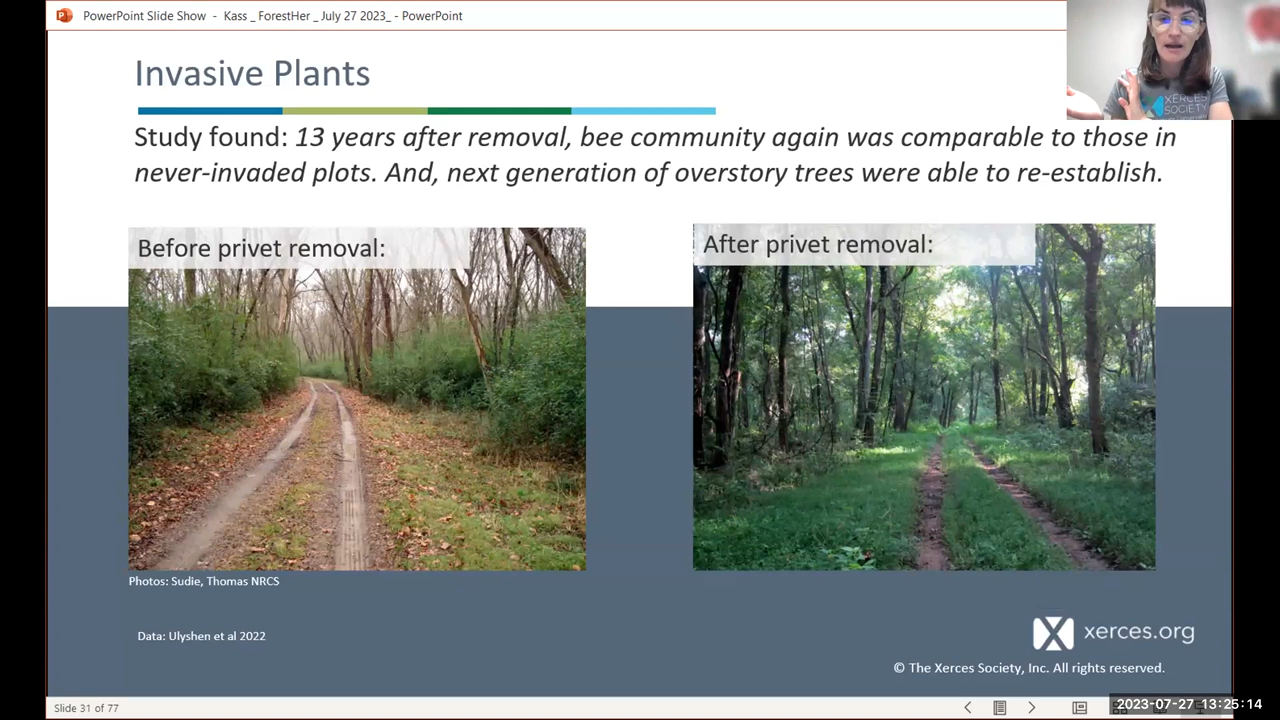 PowerPoint Slide Show - Kass _ ForestHer _ July 27 2023_ - PowerPoint
XERCES
SOCIETY
Invasive Plants
Study found: 13 years after removal, bee community again was comparable to those in
never-invaded plots. And, next generation of overstory trees were able to re-establish.
Before privet removal:
After privet removal:
Photos: Sudie, Thomas NRCS
Data: Ulyshen et al 2022
xerces.org
© The Xerces Society, Inc. All rights reserved.
Slide 31 of 77
2023-07-27 13:25:14